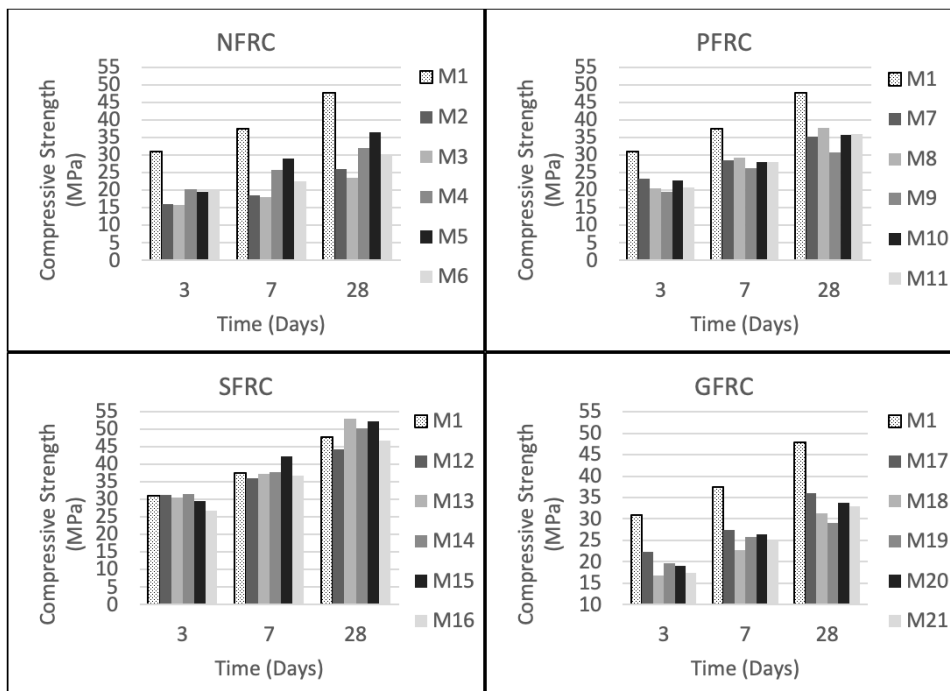 NFRC
Compressive Strength
(MPa)
55
50
45
40
35
30
25
20
15
10
5
0
3 7 28
Time (Days)
M1
M2
M3
M4
M5
M6
PFRC
Compressive Strength
(MPa)
55
50
45
40
35
30
25
20
15
10
5
0
3 7 28
Time (Days)
M1
M7
M8
M9
M10
M11
SFRC
Compressive Strength
(MPa)
55
50
45
40
35
30
25
20
15
10
5
0
3 7 28
Time (Days)
M1
M12
M13
M14
M15
M16
GFRC
Compressive Strength
(MPa)
55
50
45
40
35
30
25
20
15
10
3 7 28
Time (Days)
M1
M17
M18
M19
M20
M21